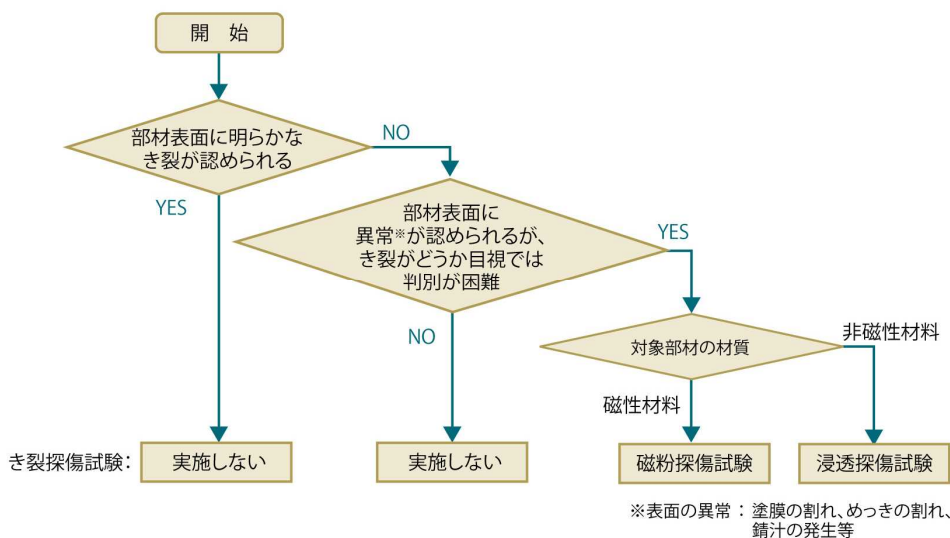 開　始
部材表面に明らかな
き裂が認められる
NO
YES
部材表面に
異常※が認められるが、
き裂がどうか目視では
判別が困難
YES
NO
対象部材の材質
非磁性材料
磁性材料
き裂探傷試験：
実施しない
実施しない
磁粉探傷試験
浸透探傷試験
※表面の異常 ： 塗膜の割れ、めっきの割れ、
錆汁の発生等